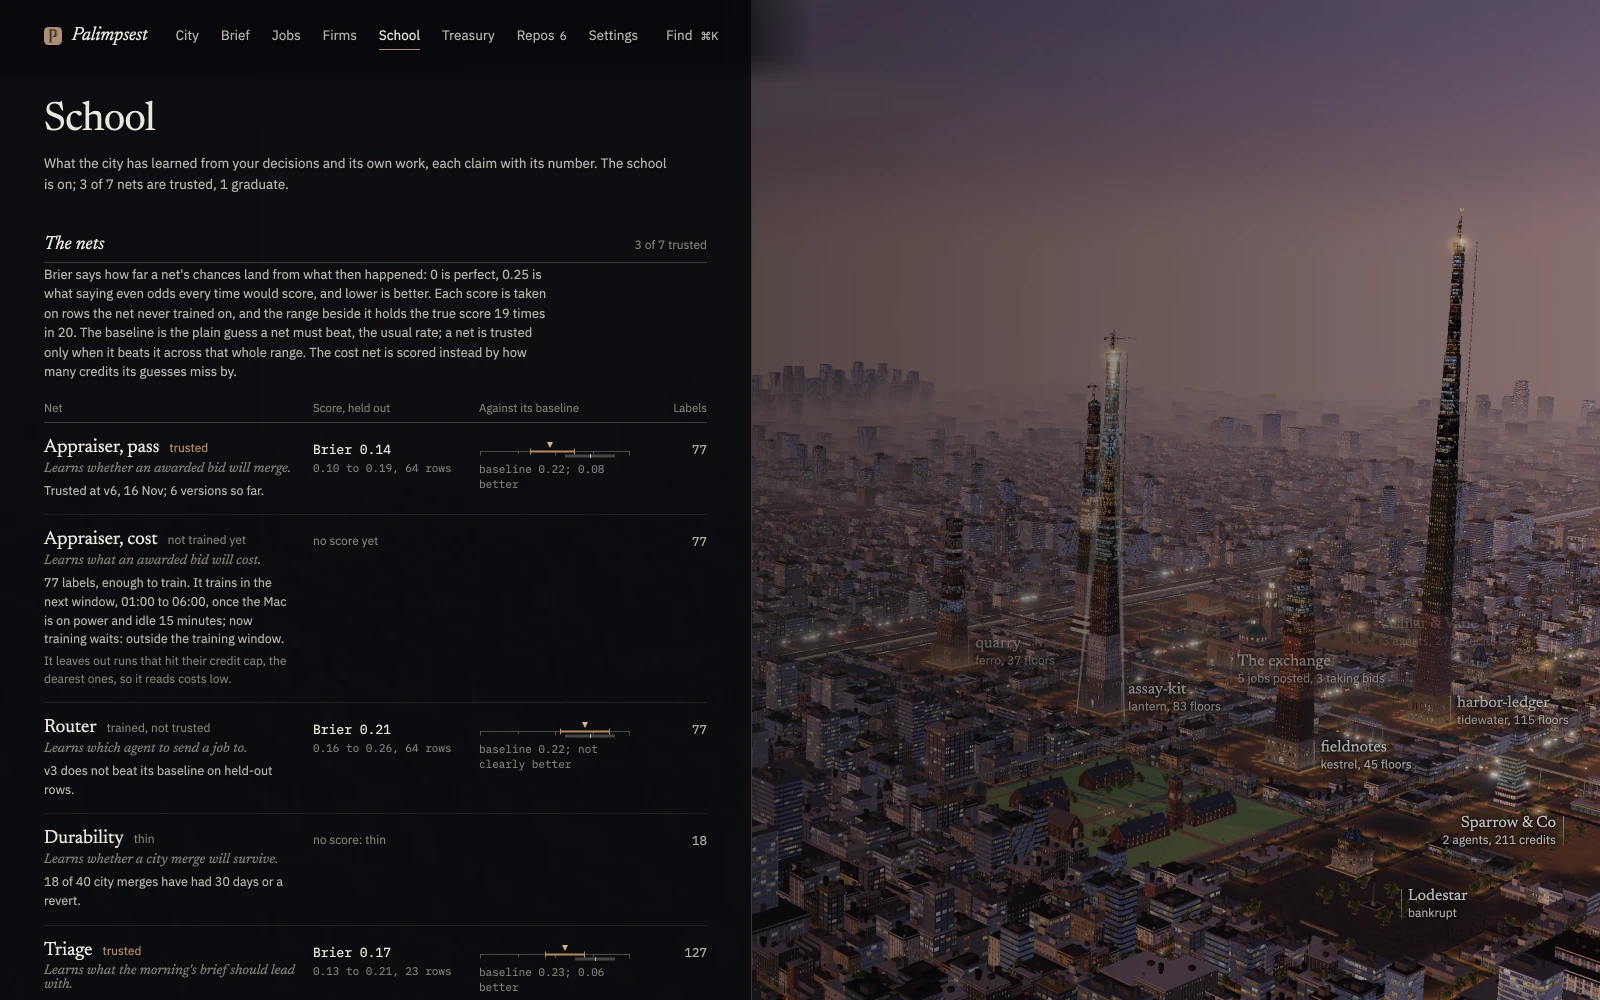 P Palimpsest City Brief Jobs Firms School Treasury Repos 6 Settings Find ⌘K
School
What the city has learned from your decisions and its own work, each claim with its number. The school
is on; 3 of 7 nets are trusted, 1 graduate.
The nets 3 of 7 trusted
Brier says how far a net's chances land from what then happened: 0 is perfect, 0.25 is
what saying even odds every time would score, and lower is better. Each score is taken
on rows the net never trained on, and the range beside it holds the true score 19 times
in 20. The baseline is the plain guess a net must beat, the usual rate; a net is trusted
only when it beats it across that whole range. The cost net is scored instead by how
many credits its guesses miss by.
Net Score, held out Against its baseline Labels
Appraiser, pass trusted
Learns whether an awarded bid will merge.
Trusted at v6, 16 Nov; 6 versions so far.
Brier 0.14
0.10 to 0.19, 64 rows
baseline 0.22; 0.08
better
77
Appraiser, cost not trained yet
Learns what an awarded bid will cost.
77 labels, enough to train. It trains in the
next window, 01:00 to 06:00, once the Mac
is on power and idle 15 minutes; now
training waits: outside the training window.
It leaves out runs that hit their credit cap, the
dearest ones, so it reads costs low.
no score yet
77
Router trained, not trusted
Learns which agent to send a job to.
v3 does not beat its baseline on held-out
rows.
Brier 0.21
0.16 to 0.26, 64 rows
baseline 0.22; not
clearly better
77
Durability thin
Learns whether a city merge will survive.
18 of 40 city merges have had 30 days or a
revert.
no score: thin
18
Triage trusted
Learns what the morning's brief should lead
with.
Brier 0.17
0.13 to 0.21, 23 rows
baseline 0.23; 0.06
better
127
quarry
ferro, 37 floors
The exchange
5 jobs posted, 3 taking bids
assay-kit
lantern, 83 floors
harbor-ledger
tidewater, 115 floors
fieldnotes
kestrel, 45 floors
Sparrow & Co
2 agents, 211 credits
Lodestar
bankrupt